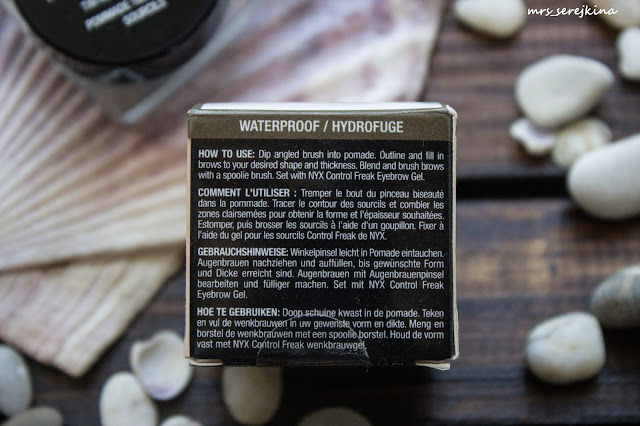 mrs_serejkina
POMMADE
SOURCILS
WATERPROOF / HYDROFUGE
HOW TO USE: Dip angled brush into pomade. Outline and fill in
brows to your desired shape and thickness. Blend and brush brows
with a spoolie brush. Set with NYX Control Freak Eyebrow Gel.
COMMENT L'UTILISER : Tremper le bout du pinceau biseauté
dans la pommade. Tracer le contour des sourcils et combler les
zones clairsemées pour obtenir la forme et l'épaisseur souhaitées.
Estomper, puis brosser les sourcils à l'aide d'un goupillon. Fixer à
l'aide du gel pour les sourcils Control Freak de NYX.
GEBRAUCHSHINWEISE: Winkelpinsel leicht in Pomade eintauchen.
Augenbrauen nachziehen und auffüllen, bis gewünschte Form
und Dicke erreicht sind. Augenbrauen mit Augenbrauenpinsel
bearbeiten und fülliger machen. Set mit NYX Control Freak
Eyebrow Gel.
HOE TE GEBRUIKEN: Doop schuine kwast in de pomade. Teken
en vul de wenkbrauwen in uw gewenste vorm en dikte. Meng en
borstel de wenkbrauwen met een spoolie borstel. Houd de vorm
vast met NYX Control Freak wenkbrauwgel.